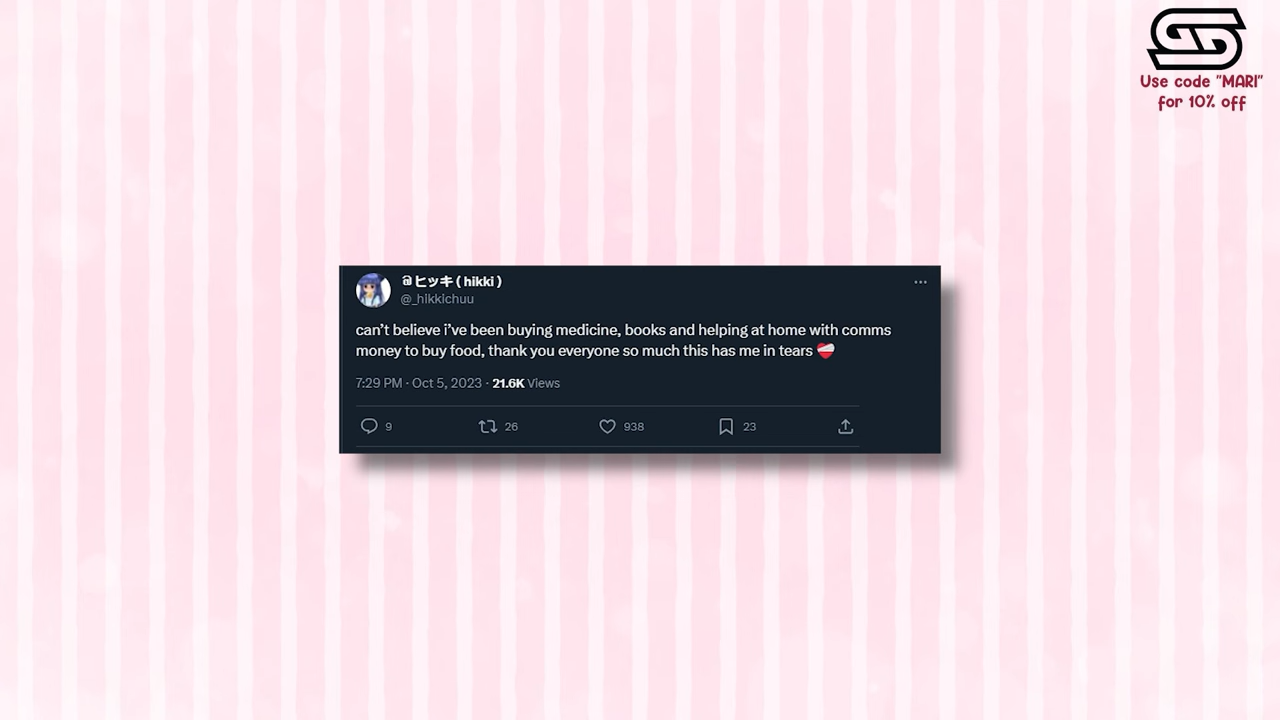 Use code "MARI"
for 10% off
@ヒッキ ( hikki )
@_hikkichuu
can't believe i've been buying medicine, books and helping at home with comms
money to buy food, thank you everyone so much this has me in tears ❤️‍🩹
7:29 PM · Oct 5, 2023 · 21.6K Views
9 26 938 23